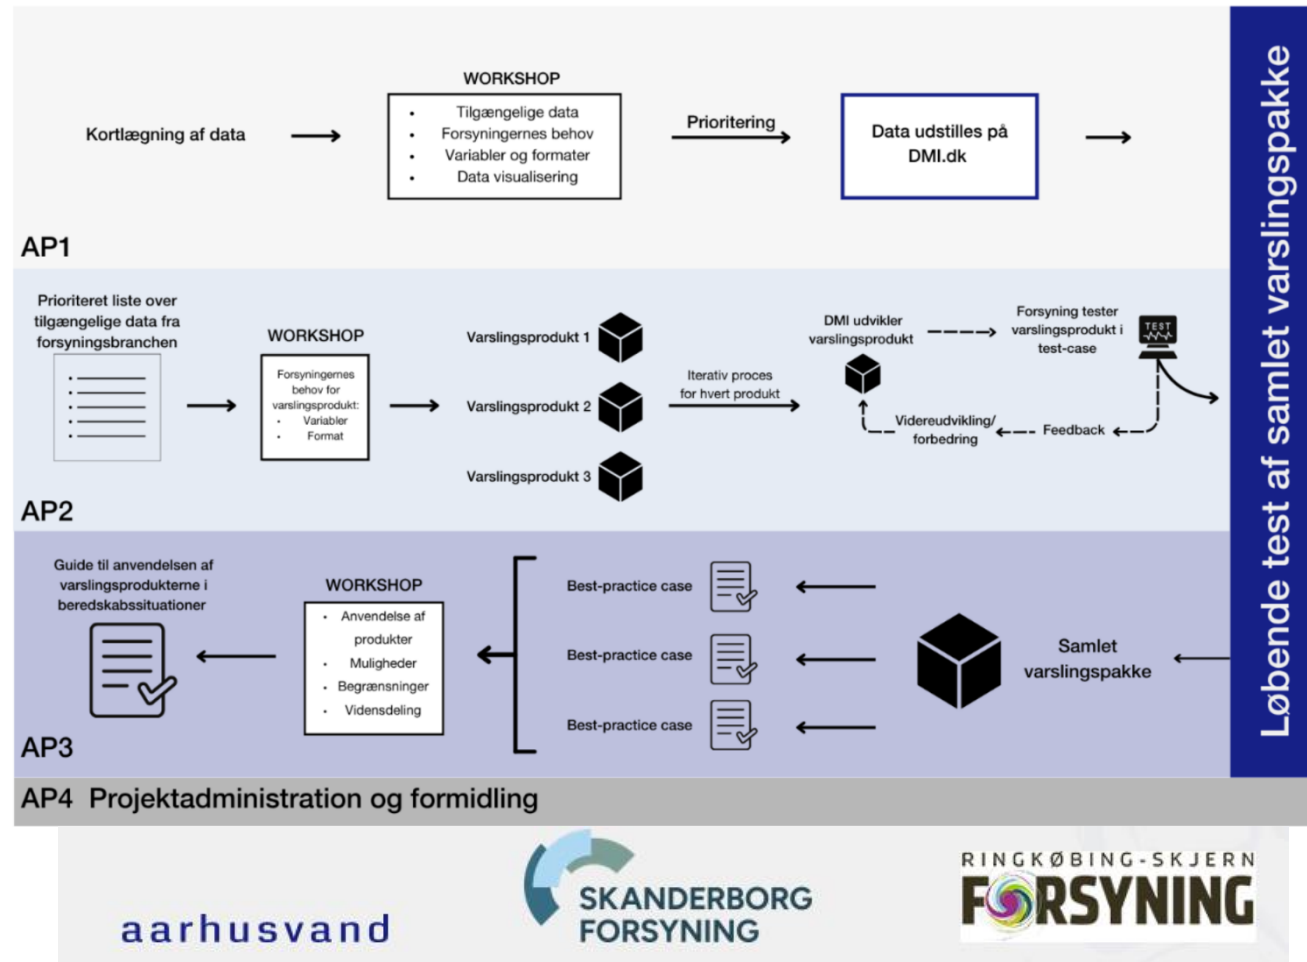 WORKSHOP
• Tilgængelige data
• Forsyningernes behov
• Variabler og formater
• Data visualisering
Kortlægning af data
Prioritering
Data udstilles på
DMI.dk
AP1
Prioriteret liste over
tilgængelige data fra
forsyningsbranchen
WORKSHOP
Forsyningernes
behov for
varslingsprodukt:
• Variabler
• Format
Varslingsprodukt 1
Varslingsprodukt 2
Varslingsprodukt 3
Iterativ proces
for hvert produkt
DMI udvikler
varslingsprodukt
Forsyning tester
varslingsprodukt i
test-case
TEST
Feedback
Videreudvikling/
forbedring
AP2
Løbende test af samlet varslingspakke
Samlet
varslingspakke
Best-practice case
Best-practice case
Best-practice case
WORKSHOP
• Anvendelse af
produkter
• Muligheder
• Begrænsninger
• Vidensdeling
Guide til anvendelsen af
varslingsprodukterne i
beredskabssituationer
AP3
AP4 Projektadministration og formidling
aarhusvand
SKANDERBORG
FORSYNING
RINGKØBING-SKJERN
FORSYNING